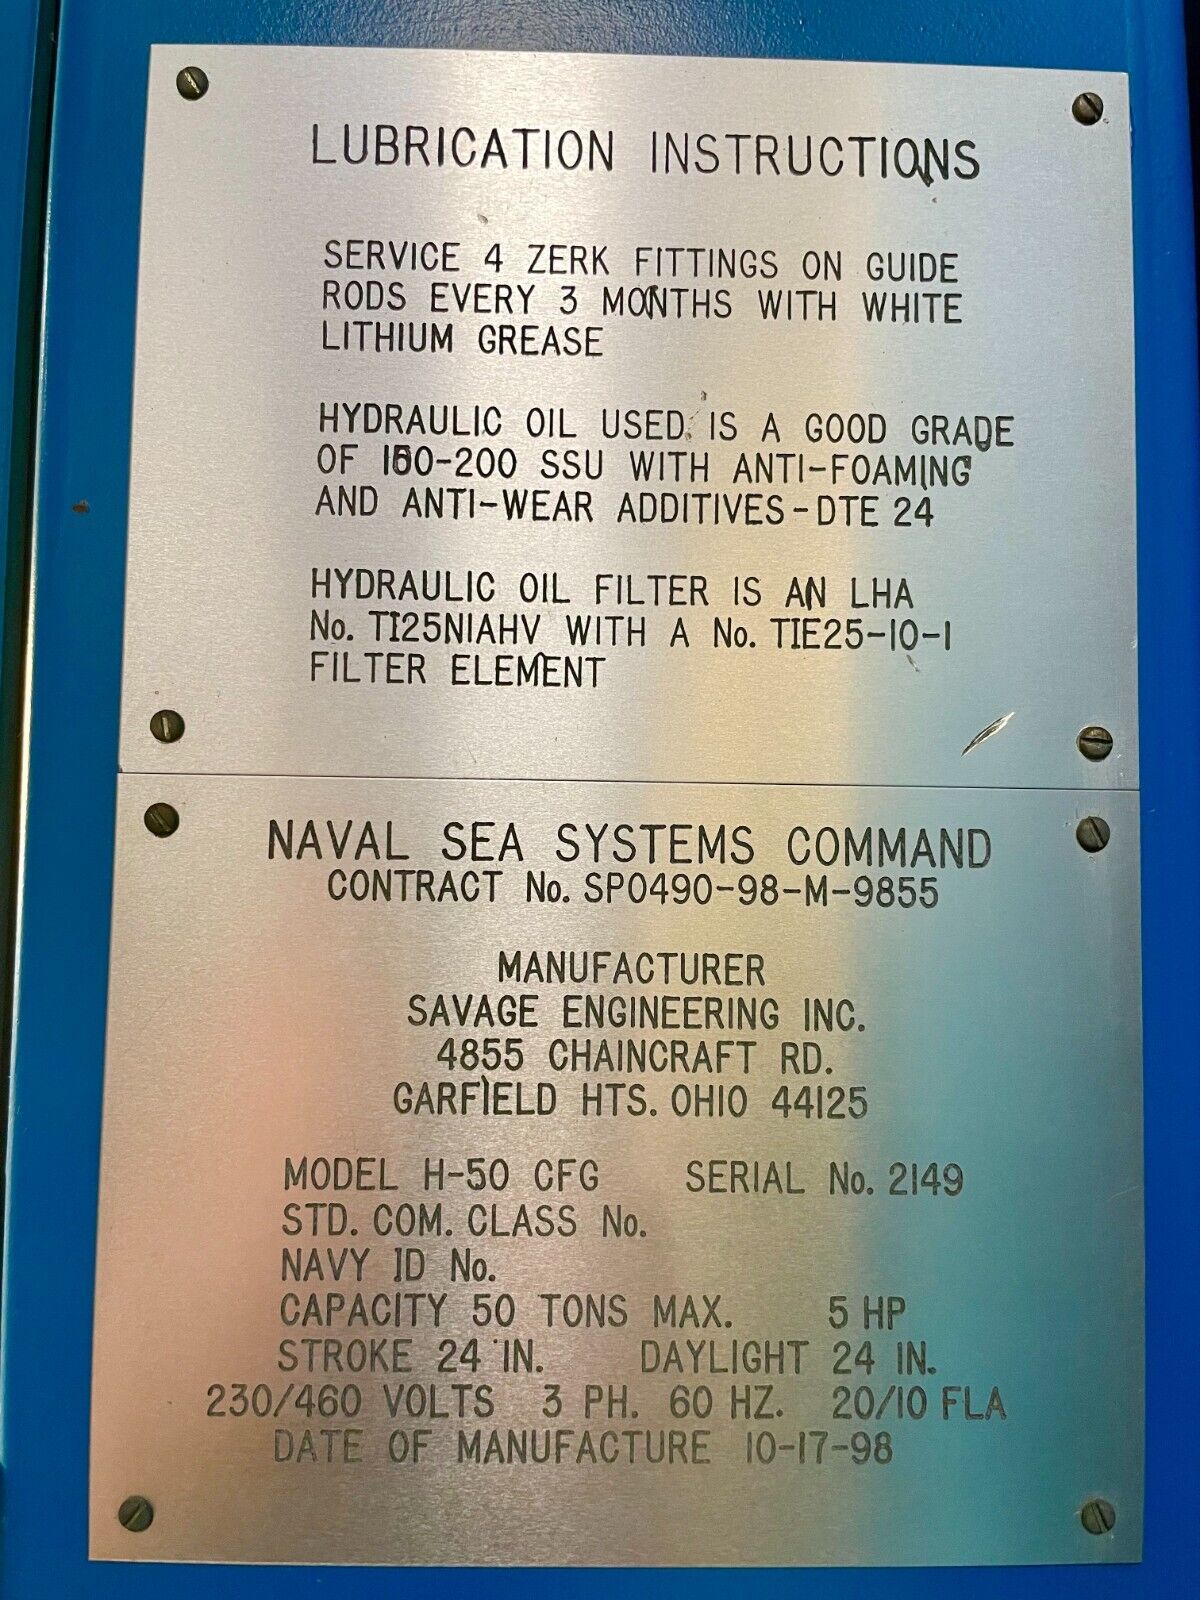 LUBRICATION INSTRUCTIONS
SERVICE 4 ZERK FITTINGS ON GUIDE
RODS EVERY 3 MONTHS WITH WHITE
LITHIUM GREASE
HYDRAULIC OIL USED IS A GOOD GRADE
OF 150-200 SSU WITH ANTI-FOAMING
AND ANTI-WEAR ADDITIVES - DTE 24
HYDRAULIC OIL FILTER IS AN LHA
No. TI25N1AHV WITH A No. TIE25-10-1
FILTER ELEMENT
NAVAL SEA SYSTEMS COMMAND
CONTRACT No. SPO490-98-M-9855
MANUFACTURER
SAVAGE ENGINEERING INC.
4855 CHAINCRAFT RD.
GARFIELD HTS. OHIO 44125
MODEL H-50 CFG SERIAL No. 2149
STD. COM. CLASS No.
NAVY ID No.
CAPACITY 50 TONS MAX. 5 HP
STROKE 24 IN. DAYLIGHT 24 IN.
230/460 VOLTS 3 PH. 60 HZ. 20/10 FLA
DATE OF MANUFACTURE 10-17-98